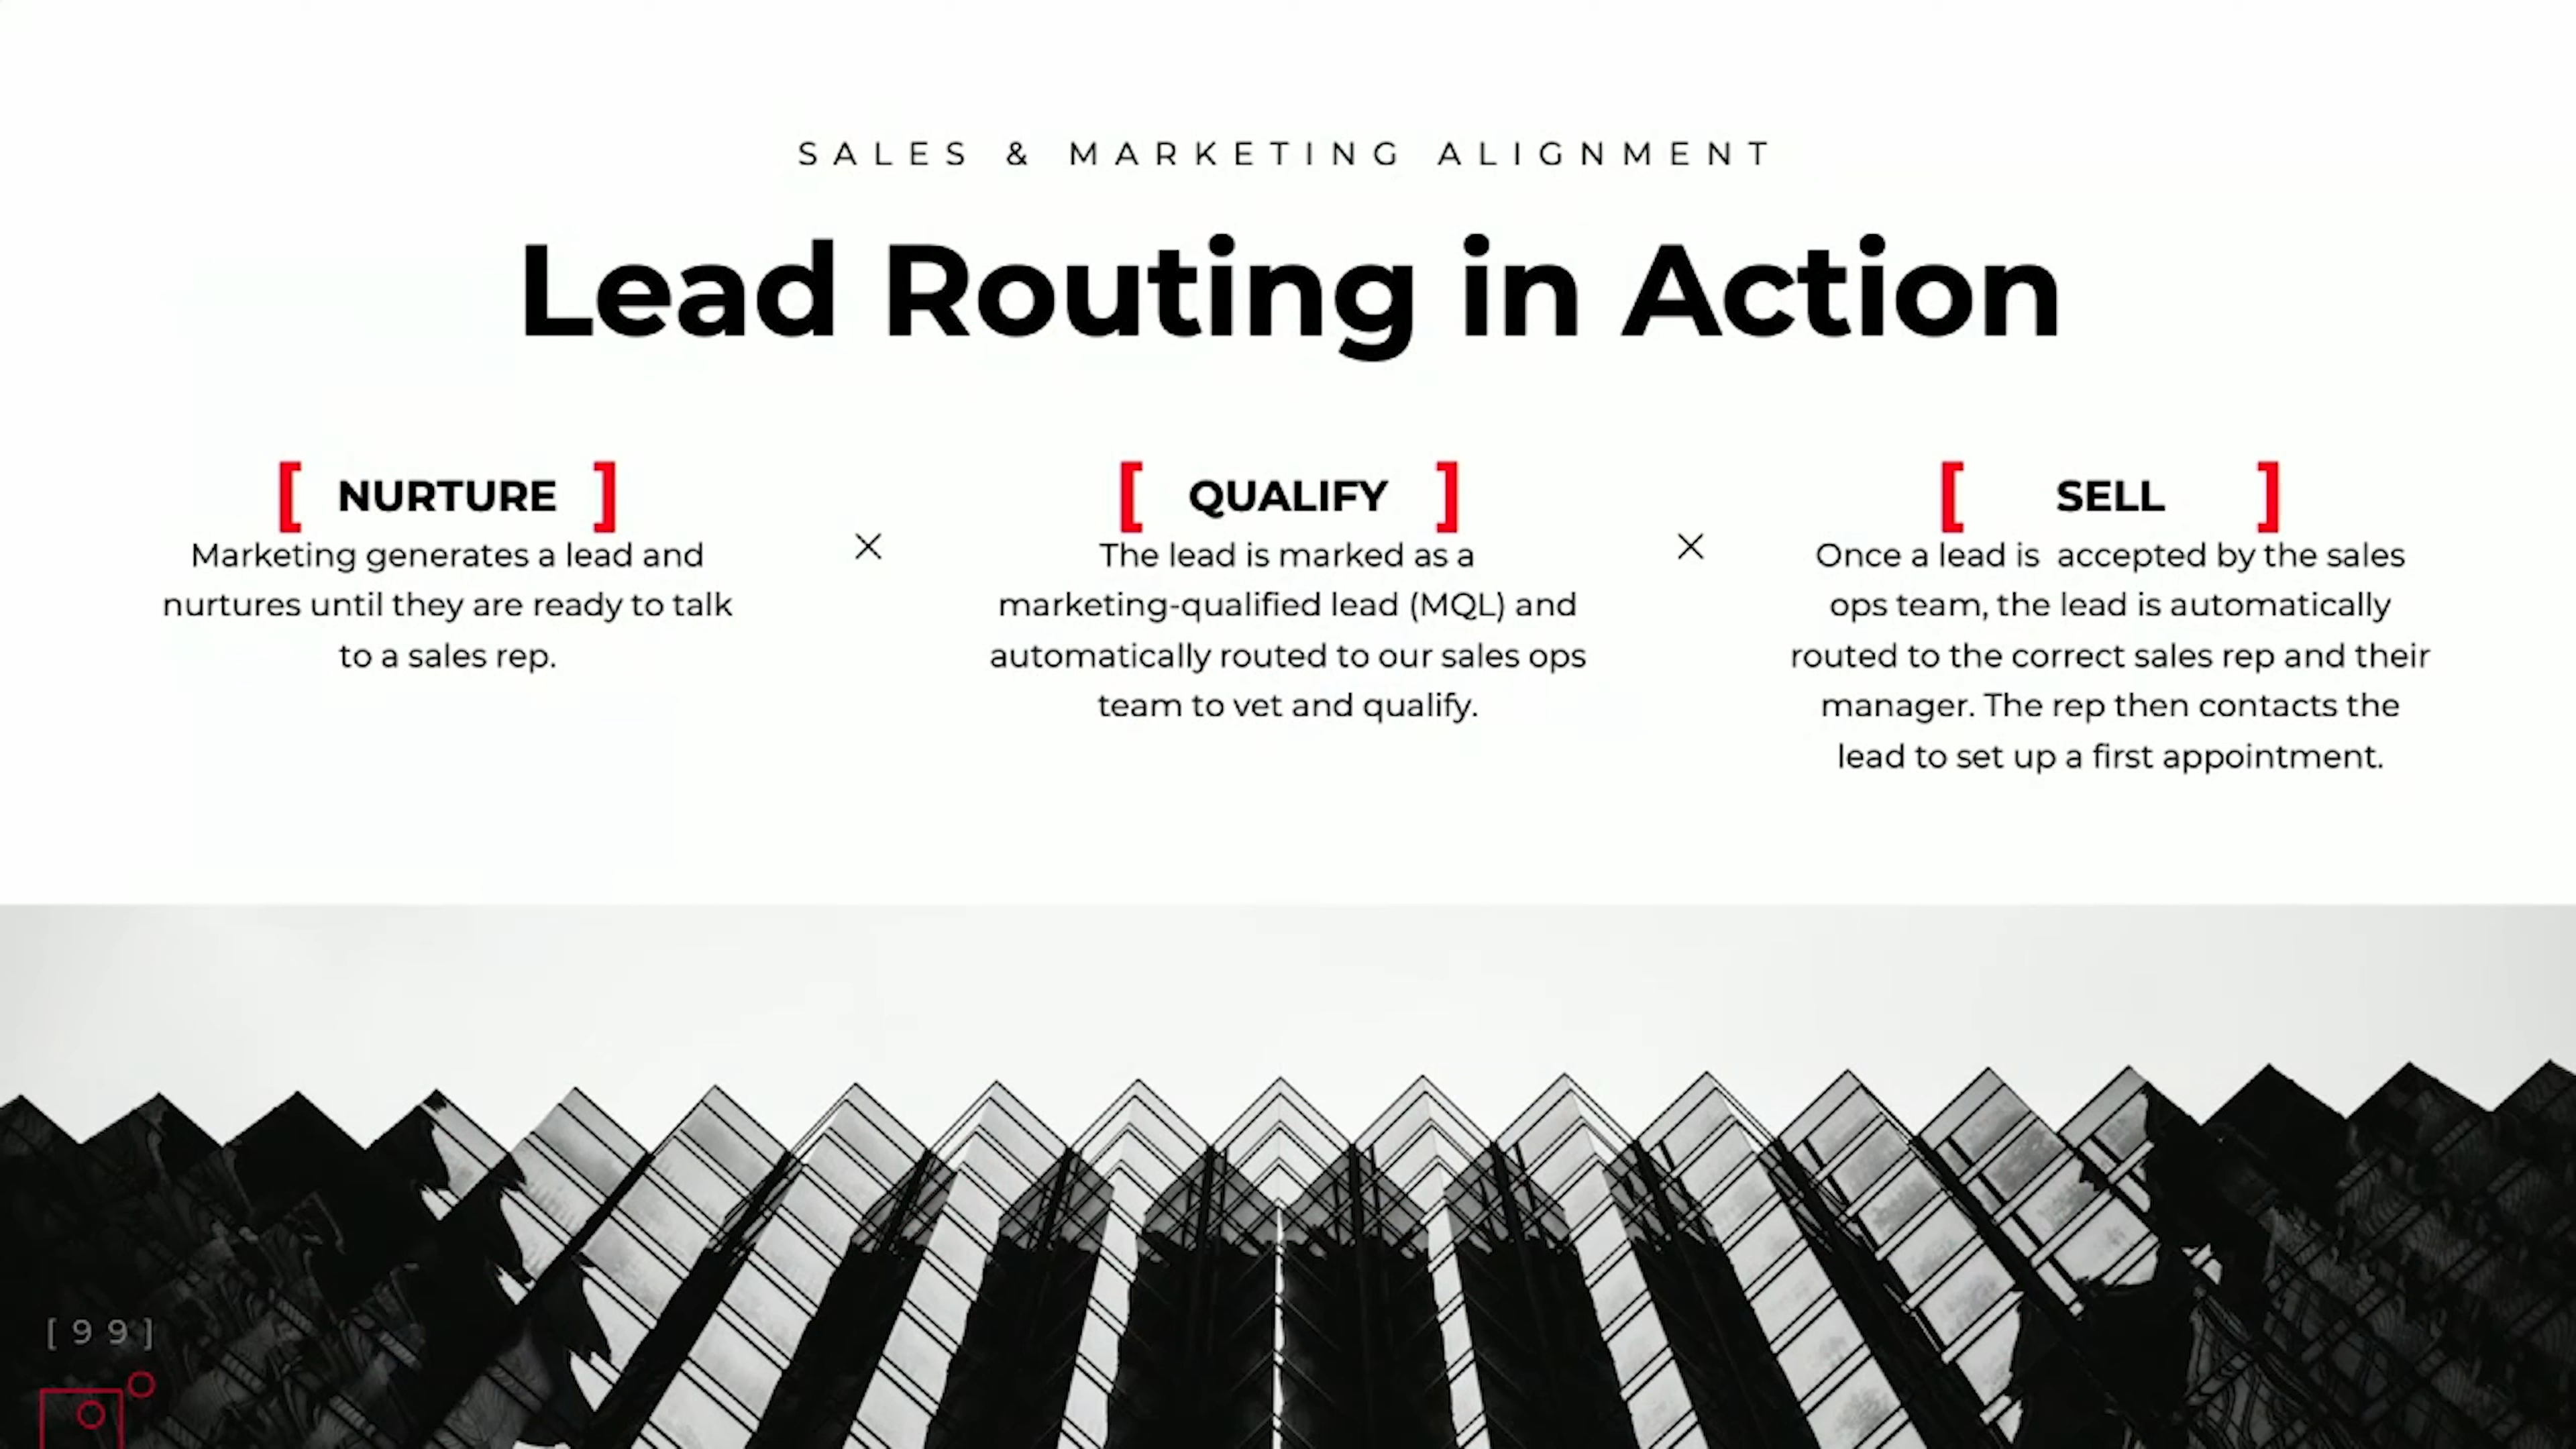 SALES & MARKETING ALIGNMENT
Lead Routing in Action
[ NURTURE ]
Marketing generates a lead and
nurtures until they are ready to talk
to a sales rep.
×
[ QUALIFY ]
The lead is marked as a
marketing-qualified lead (MQL) and
automatically routed to our sales ops
team to vet and qualify.
×
[ SELL ]
Once a lead is  accepted by the sales
ops team, the lead is automatically
routed to the correct sales rep and their
manager. The rep then contacts the
lead to set up a first appointment.
[99]